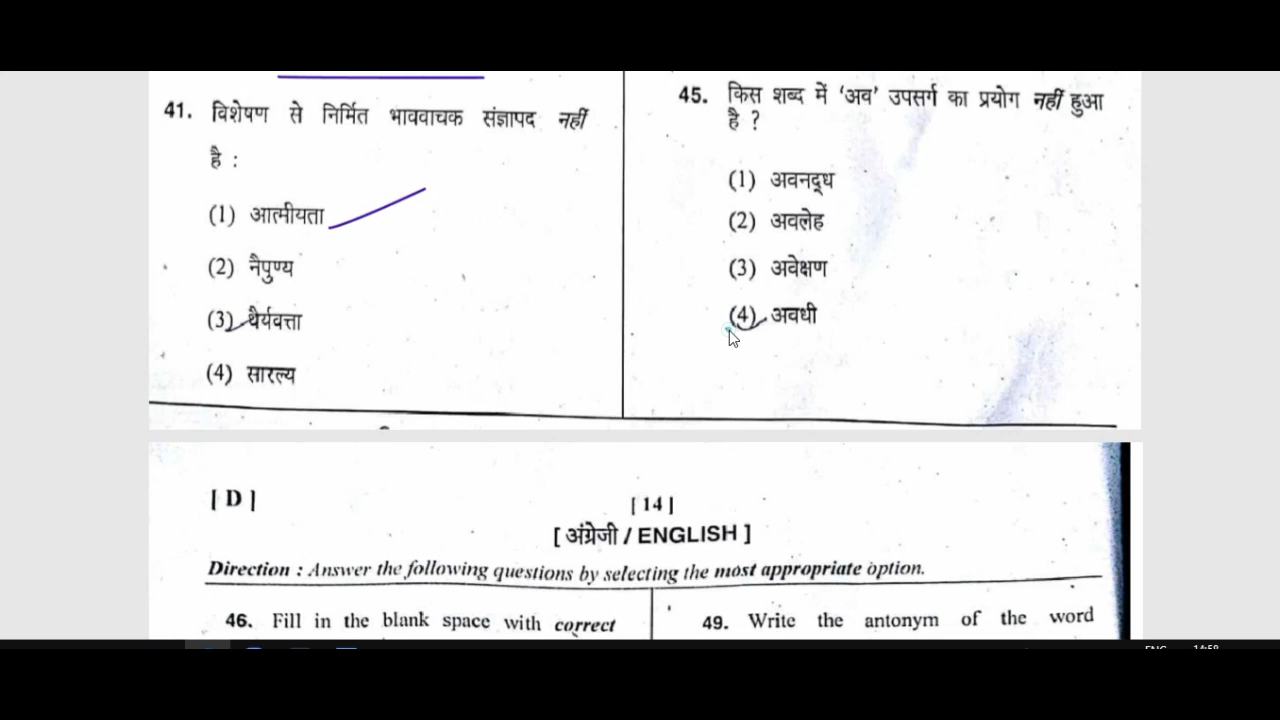 41. विशेषण से निर्मित भाववाचक संज्ञापद नहीं
है :
(1) आत्मीयता
(2) नैपुण्य
(3) धैर्यवत्ता
(4) सारल्य
45. किस शब्द में ‘अव’ उपसर्ग का प्रयोग नहीं हुआ
है ?
(1) अवनद्ध
(2) अवलेह
(3) अवेक्षण
(4) अवधी
[ D ]
[ 14 ]
[ अंग्रेजी / ENGLISH ]
Direction : Answer the following questions by selecting the most appropriate option.
46. Fill in the blank space with correct
49. Write the antonym of the word